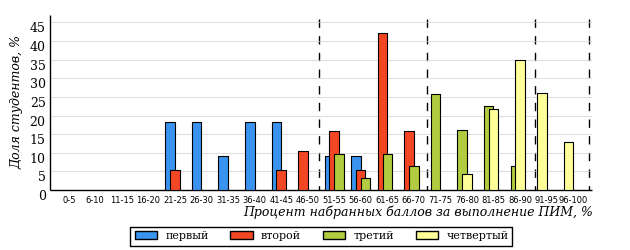 Доля студентов, %
45
40
35
30
25
20
15
10
5
0
0-5 6-10 11-15 16-20 21-25 26-30 31-35 36-40 41-45 46-50 51-55 56-60 61-65 66-70 71-75 76-80 81-85 86-90 91-95 96-100
Процент набранных баллов за выполнение ПИМ, %
первый второй третий четвертый